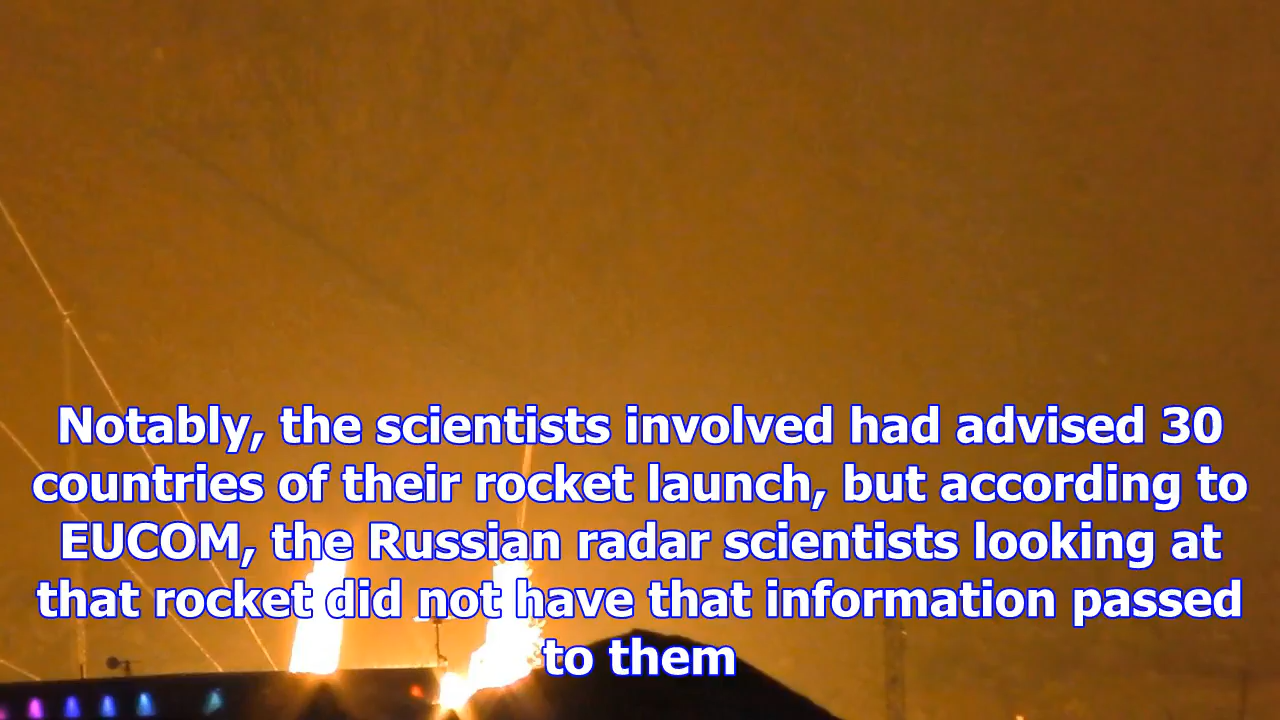 Notably, the scientists involved had advised 30
countries of their rocket launch, but according to
EUCOM, the Russian radar scientists looking at
that rocket did not have that information passed
to them